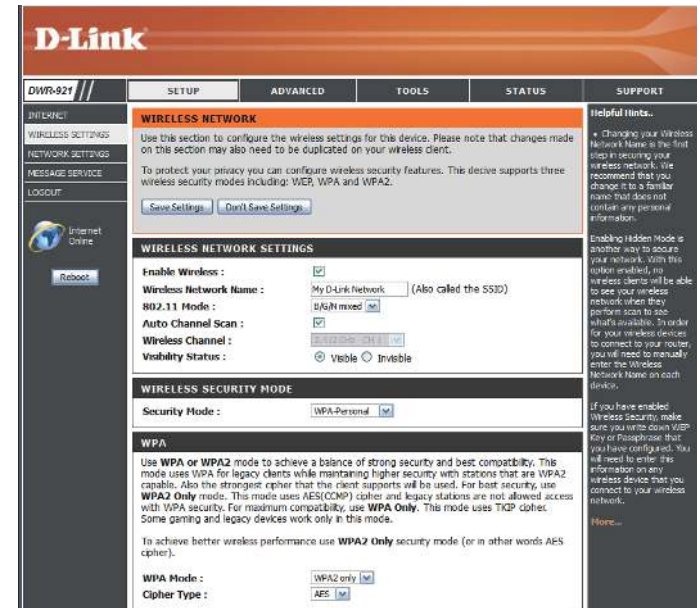 D-Link
DWR-921
SETUP
ADVANCED
TOOLS
STATUS
SUPPORT
INTERNET
WIRELESS SETTINGS
NETWORK SETTINGS
MESSAGE SERVICE
LOGOUT
Internet
Online
Reboot
WIRELESS NETWORK
Use this section to configure the wireless settings for this device. Please note that changes made
on this section may also need to be duplicated on your wireless client.
To protect your privacy you can configure wireless security features. This decive supports three
wireless security modes including: WEP, WPA and WPA2.
Save Settings
Don't Save Settings
WIRELESS NETWORK SETTINGS
Enable Wireless :
Wireless Network Name :
My D-Link Network
(Also called the SSID)
802.11 Mode :
B/G/N mixed
Auto Channel Scan :
Wireless Channel :
Visibility Status :
Visible
Invisible
WIRELESS SECURITY MODE
Security Mode :
WPA-Personal
WPA
Use WPA or WPA2 mode to achieve a balance of strong security and best compatibility. This
mode uses WPA for legacy clients while maintaining higher security with stations that are WPA2
capable. Also the strongest cipher that the client supports will be used. For best security, use
WPA2 Only mode. This mode uses AES(CCMP) cipher and legacy stations are not allowed access
with WPA security. For maximum compatibility, use WPA Only. This mode uses TKIP cipher.
Some gaming and legacy devices work only in this mode.
To achieve better wireless performance use WPA2 Only security mode (or in other words AES
cipher).
WPA Mode :
WPA2 only
Cipher Type :
AES
Helpful Hints..
• Changing your Wireless
Network Name is the first
step in securing your
wireless network. We
recommend that you
change it to a familiar
name that does not
contain any personal
information.
Enabling Hidden Mode is
another way to secure
your network. With this
option enabled, no
wireless clients will be able
to see your wireless
network when they
perform scan to see
what's available. In order
for your wireless devices
to connect to your router,
you will need to manually
enter the Wireless
Network Name on each
device.
If you have enabled
Wireless Security, make
sure you write down WEP
Key or Passphrase that
you have configured. You
will need to enter this
information on any
wireless device that you
connect to your wireless
network.
More...